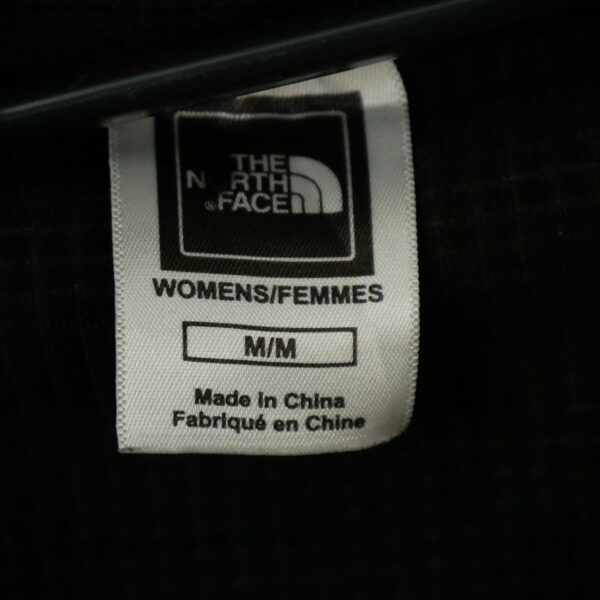 THE
NORTH
®FACE
WOMENS/FEMMES
M/M
Made in China
Fabriqué en Chine